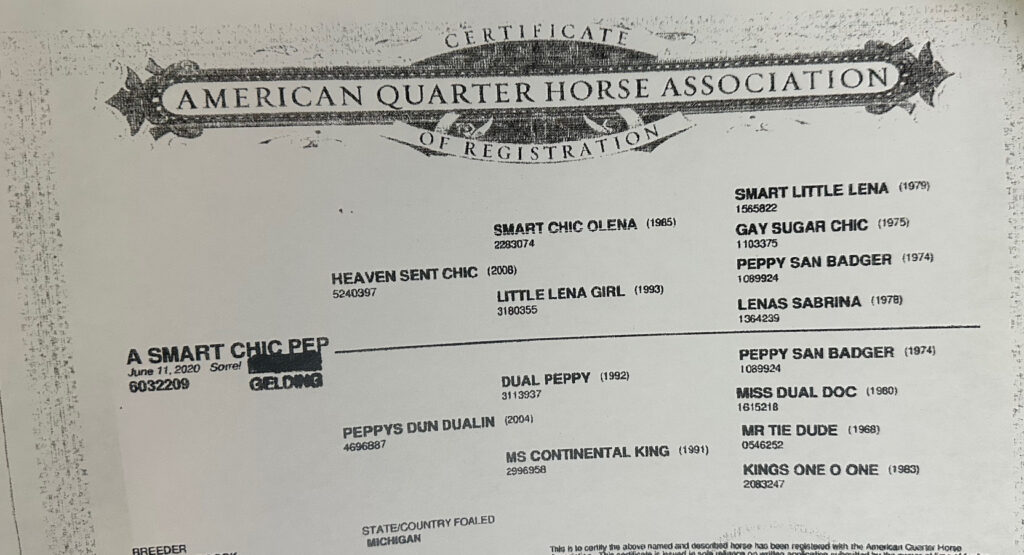 CERTIFICATE
AMERICAN QUARTER HORSE ASSOCIATION
OF REGISTRATION
SMART LITTLE LENA (1979)
1565822
SMART CHIC OLENA (1985)
2283074
GAY SUGAR CHIC (1975)
1103375
HEAVEN SENT CHIC (2008)
5240397
PEPPY SAN BADGER (1974)
1089924
LITTLE LENA GIRL (1993)
3180355
LENAS SABRINA (1978)
1364239
A SMART CHIC PEP
June 11, 2020 Sorrel
6032209 GELDING
PEPPY SAN BADGER (1974)
1089924
DUAL PEPPY (1992)
3113937
MISS DUAL DOC (1980)
1615218
PEPPYS DUN DUALIN (2004)
4696887
MR TIE DUDE (1968)
0546252
MS CONTINENTAL KING (1991)
2996958
KINGS ONE O ONE (1983)
2083247
STATE/COUNTRY FOALED
MICHIGAN
BREEDER
This is to certify the above named and described horse has been registered with the American Quarter Horse